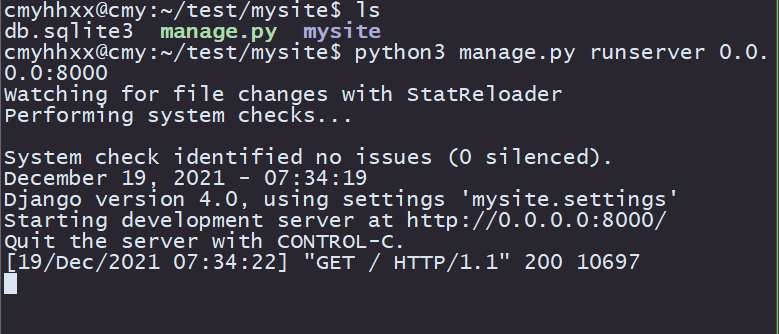 cmyhhxx@cmy:~/test/mysite$ ls
db.sqlite3  manage.py  mysite
cmyhhxx@cmy:~/test/mysite$ python3 manage.py runserver 0.0.
0.0:8000
Watching for file changes with StatReloader
Performing system checks...

System check identified no issues (0 silenced).
December 19, 2021 - 07:34:19
Django version 4.0, using settings 'mysite.settings'
Starting development server at http://0.0.0.0:8000/
Quit the server with CONTROL-C.
[19/Dec/2021 07:34:22] "GET / HTTP/1.1" 200 10697